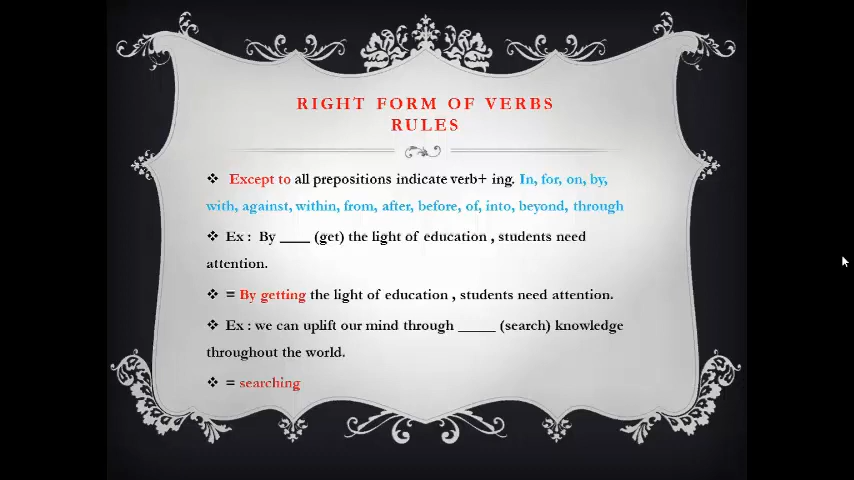 RIGHT FORM OF VERBS
RULES
❖ Except to all prepositions indicate verb+ ing. In, for, on, by,
with, against, within, from, after, before, of, into, beyond, through
❖ Ex : By ____ (get) the light of education , students need
attention.
❖ = By getting the light of education , students need attention.
❖ Ex : we can uplift our mind through _____ (search) knowledge
throughout the world.
❖ = searching